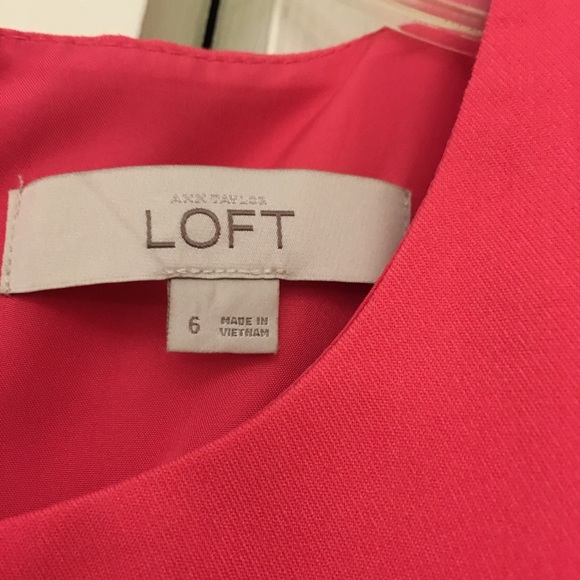 ANN TAYLOR
LOFT
6
MADE IN
VIETNAM